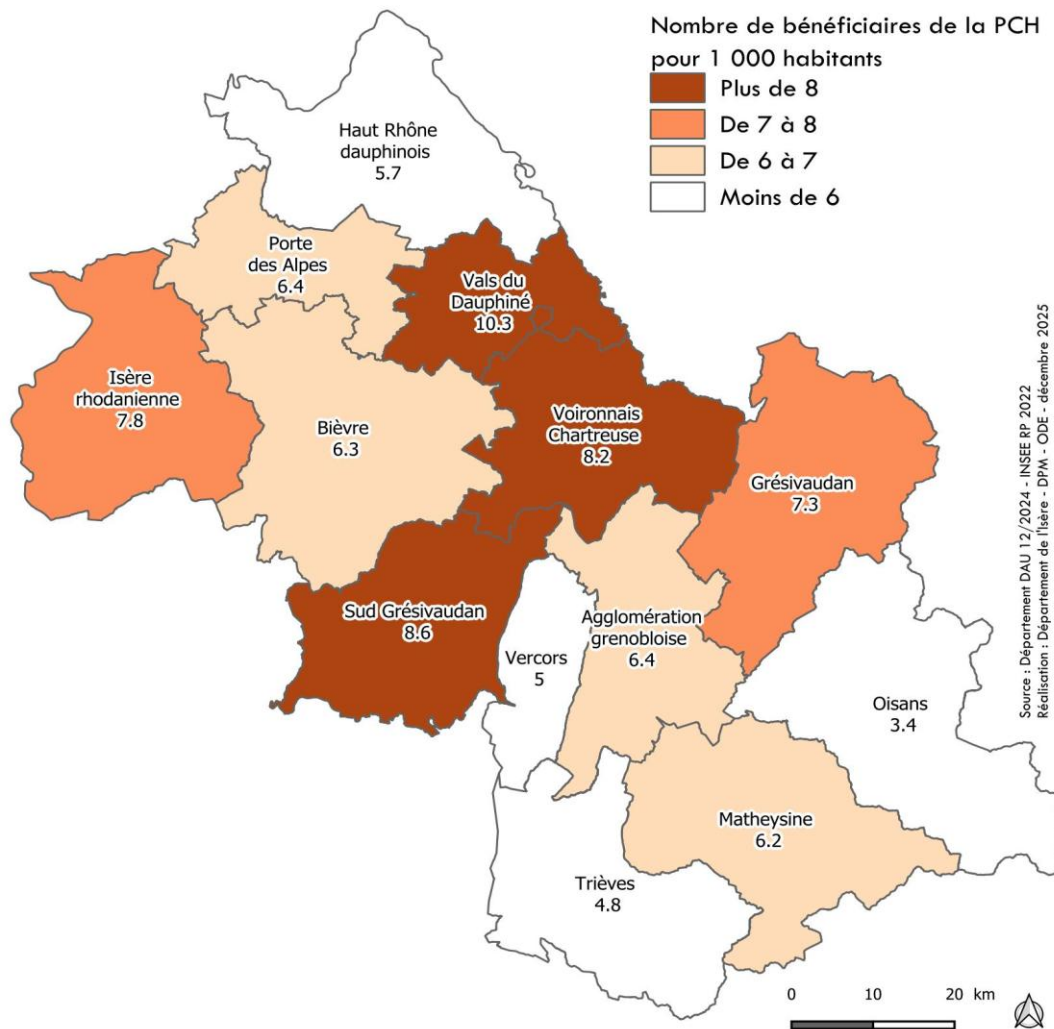 Nombre de bénéficiaires de la PCH
pour 1 000 habitants
Plus de 8
De 7 à 8
De 6 à 7
Moins de 6
Haut Rhône
dauphinois
5.7
Porte
des Alpes
6.4
Vals du
Dauphiné
10.3
Isère
rhodanienne
7.8
Bièvre
6.3
Voironnais
Chartreuse
8.2
Grésivaudan
7.3
Sud Grésivaudan
8.6
Vercors
5
Agglomération
grenobloise
6.4
Oisans
3.4
Matheysine
6.2
Trièves
4.8
Source : Département DAU 12/2024 - INSEE RP 2022
Réalisation : Département de l'Isère - DPM - ODE - décembre 2025
0 10 20 km